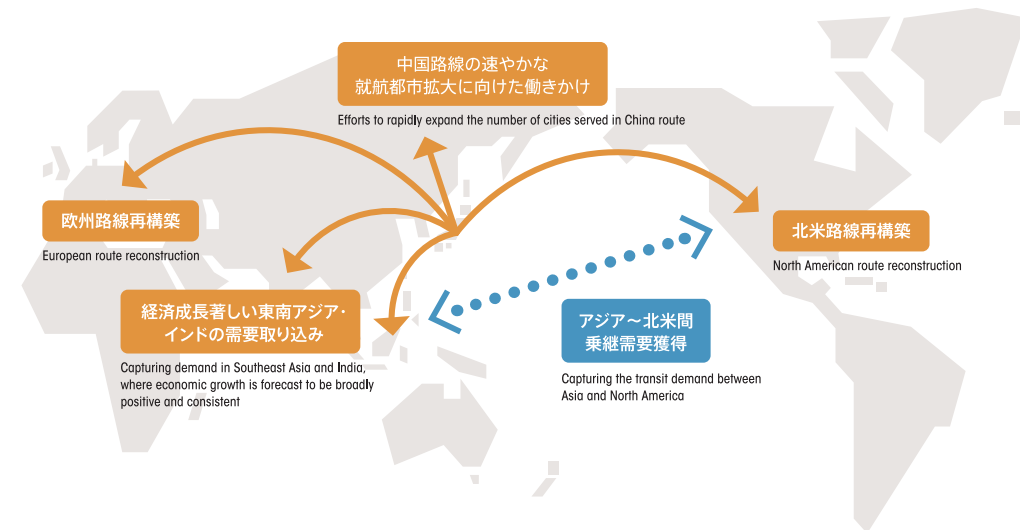 中国路線の速やかな
就航都市拡大に向けた働きかけ
Efforts to rapidly expand the number of cities served in China route
欧州路線再構築
European route reconstruction
北米路線再構築
North American route reconstruction
経済成長著しい東南アジア・
インドの需要取り込み
Capturing demand in Southeast Asia and India,
where economic growth is forecast to be broadly
positive and consistent
アジア～北米間
乗継需要獲得
Capturing the transit demand between
Asia and North America